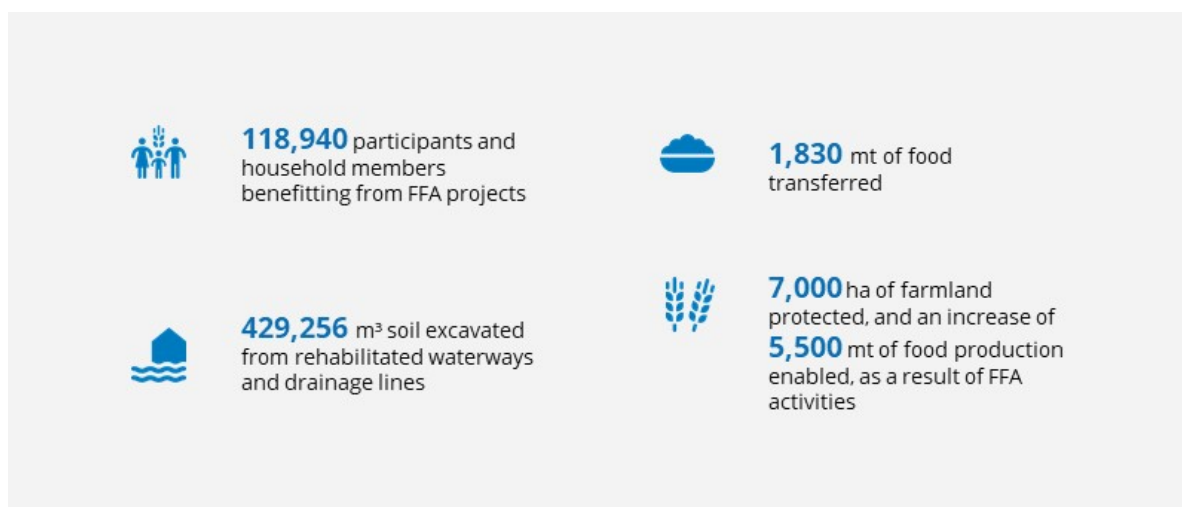 118,940 participants and
household members
benefitting from FFA projects
1,830 mt of food
transferred
429,256 m³ soil excavated
from rehabilitated waterways
and drainage lines
7,000 ha of farmland
protected, and an increase of
5,500 mt of food production
enabled, as a result of FFA
activities